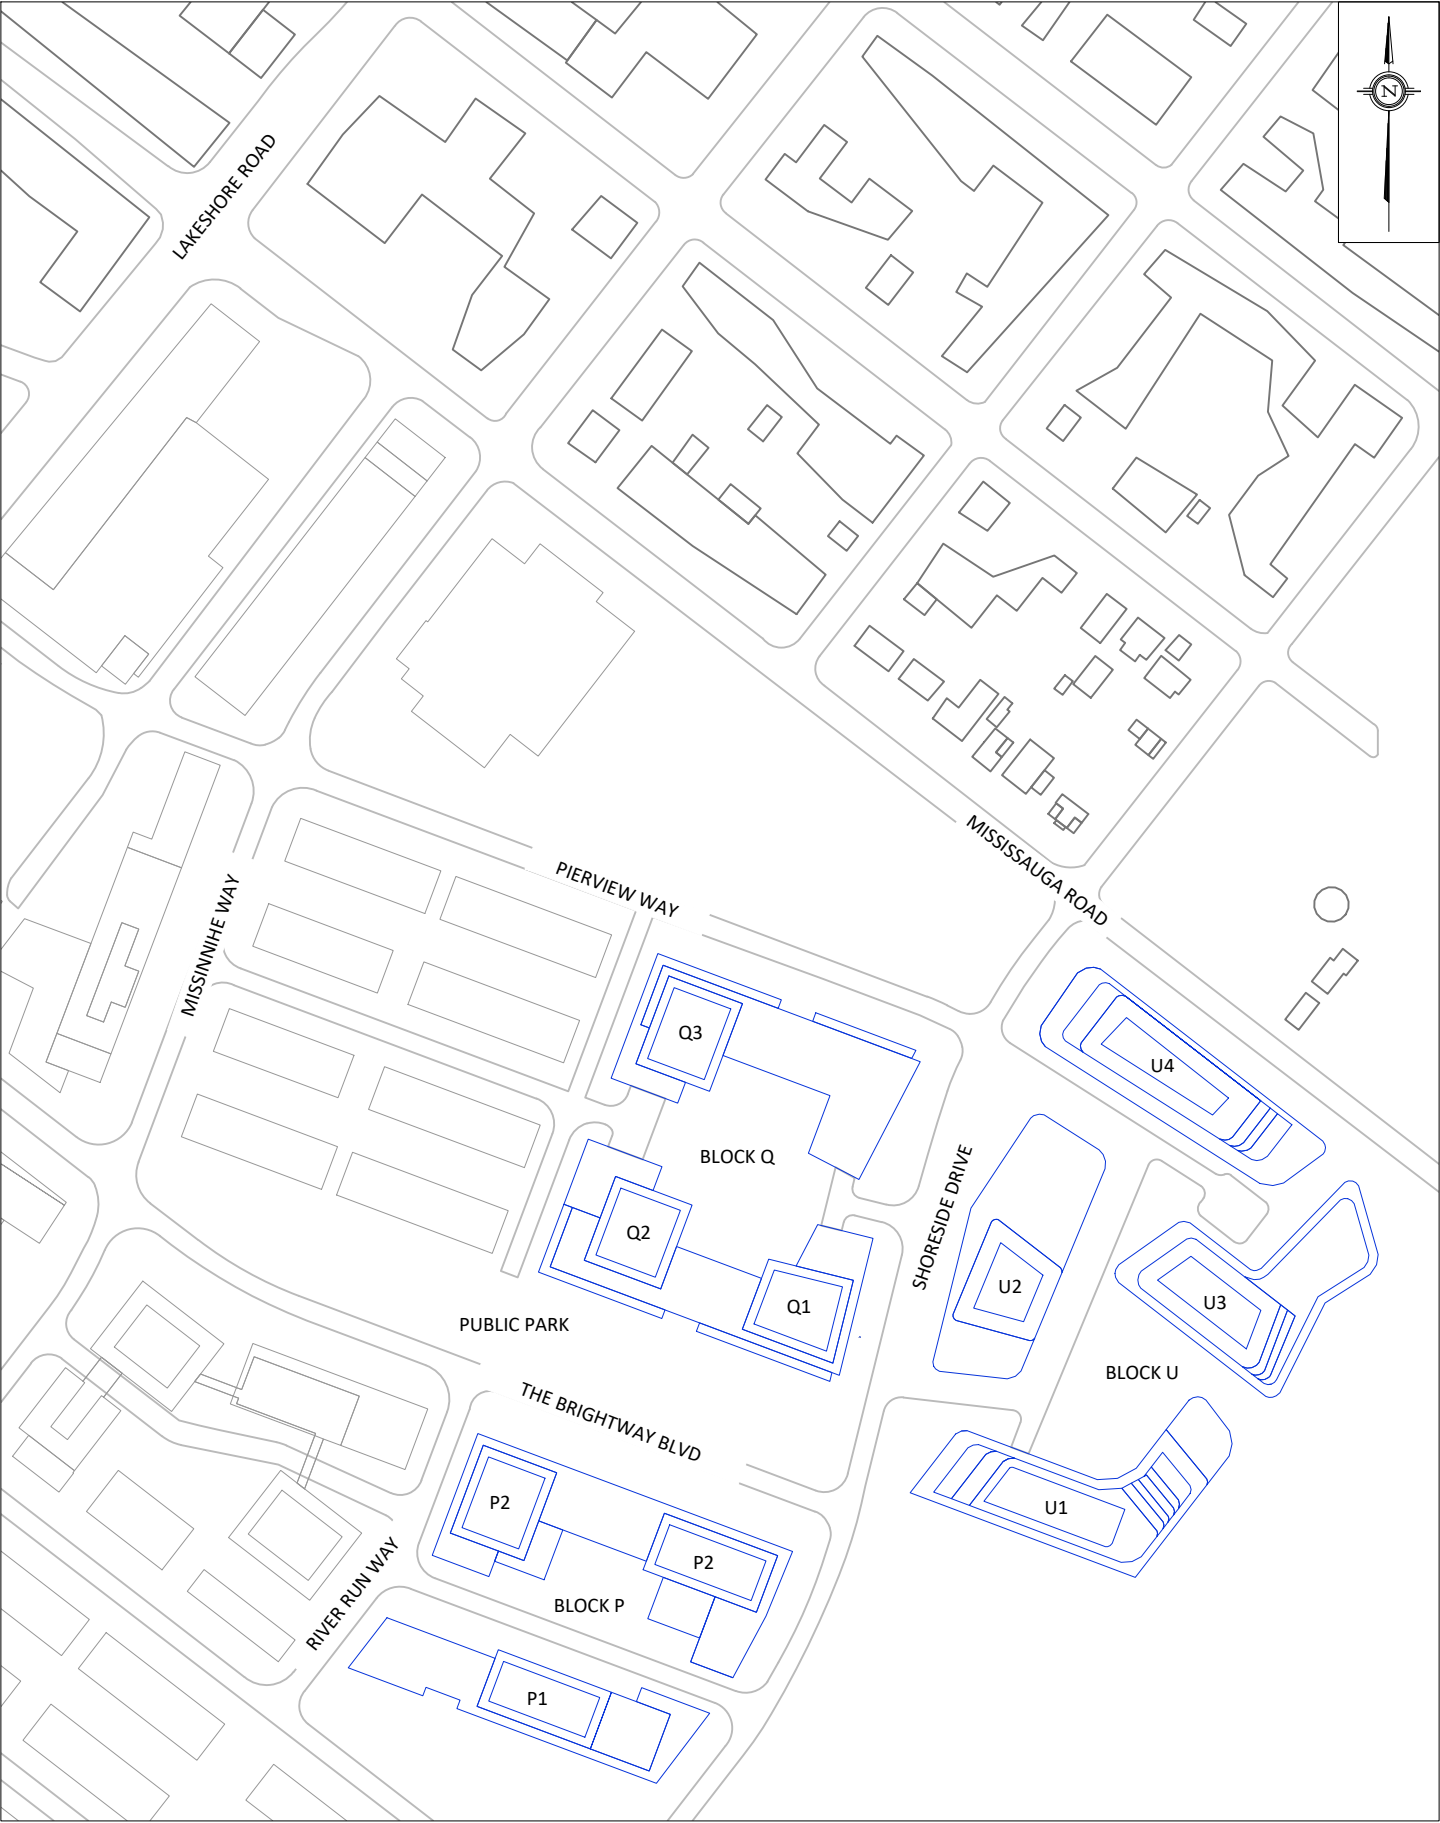 N
LAKESHORE ROAD
MISSISSAUGA ROAD
PIERVIEW WAY
MISSINNIHE WAY
Q3
U4
BLOCK Q
SHORESIDE DRIVE
Q2
U2
Q1
U3
PUBLIC PARK
BLOCK U
THE BRIGHTWAY BLVD
P2
U1
P2
RIVER RUN WAY
BLOCK P
P1